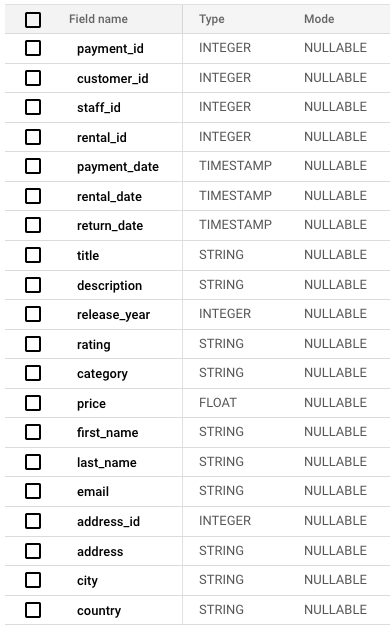 Field name Type Mode
payment_id INTEGER NULLABLE
customer_id INTEGER NULLABLE
staff_id INTEGER NULLABLE
rental_id INTEGER NULLABLE
payment_date TIMESTAMP NULLABLE
rental_date TIMESTAMP NULLABLE
return_date TIMESTAMP NULLABLE
title STRING NULLABLE
description STRING NULLABLE
release_year INTEGER NULLABLE
rating STRING NULLABLE
category STRING NULLABLE
price FLOAT NULLABLE
first_name STRING NULLABLE
last_name STRING NULLABLE
email STRING NULLABLE
address_id INTEGER NULLABLE
address STRING NULLABLE
city STRING NULLABLE
country STRING NULLABLE